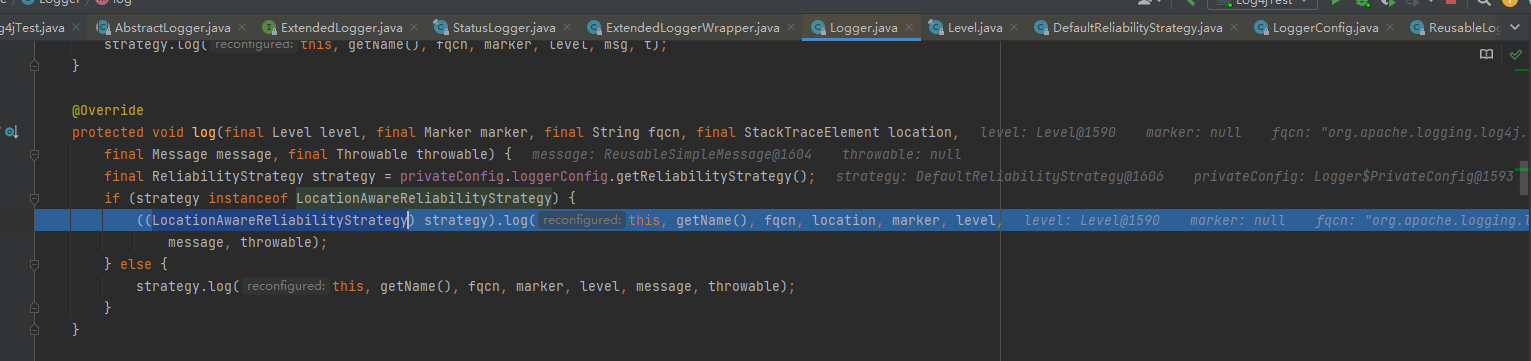 Logger log Log4jTest
g4jTest.java AbstractLogger.java ExtendedLogger.java StatusLogger.java ExtendedLoggerWrapper.java Logger.java Level.java DefaultReliabilityStrategy.java LoggerConfig.java ReusableLo
strategy.log( reconfigured: this, getName(), fqcn, marker, level, msg, t);
}
@Override
protected void log(final Level level, final Marker marker, final String fqcn, final StackTraceElement location, level: Level@1590 marker: null fqcn: "org.apache.logging.log4j.
final Message message, final Throwable throwable) { message: ReusableSimpleMessage@1604 throwable: null
final ReliabilityStrategy strategy = privateConfig.loggerConfig.getReliabilityStrategy(); strategy: DefaultReliabilityStrategy@1606 privateConfig: Logger$PrivateConfig@1593
if (strategy instanceof LocationAwareReliabilityStrategy) {
((LocationAwareReliabilityStrategy) strategy).log( reconfigured: this, getName(), fqcn, location, marker, level, level: Level@1590 marker: null fqcn: "org.apache.logging.l
message, throwable);
} else {
strategy.log( reconfigured: this, getName(), fqcn, marker, level, message, throwable);
}
}